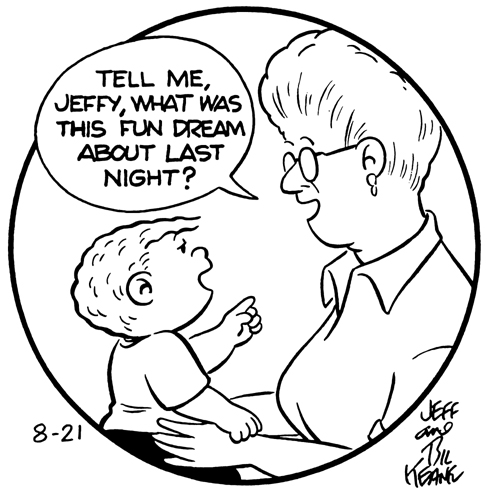 TELL ME,
JEFFY, WHAT WAS
THIS FUN DREAM
ABOUT LAST
NIGHT?
8-21
JEFF
and
BIL
KEANE